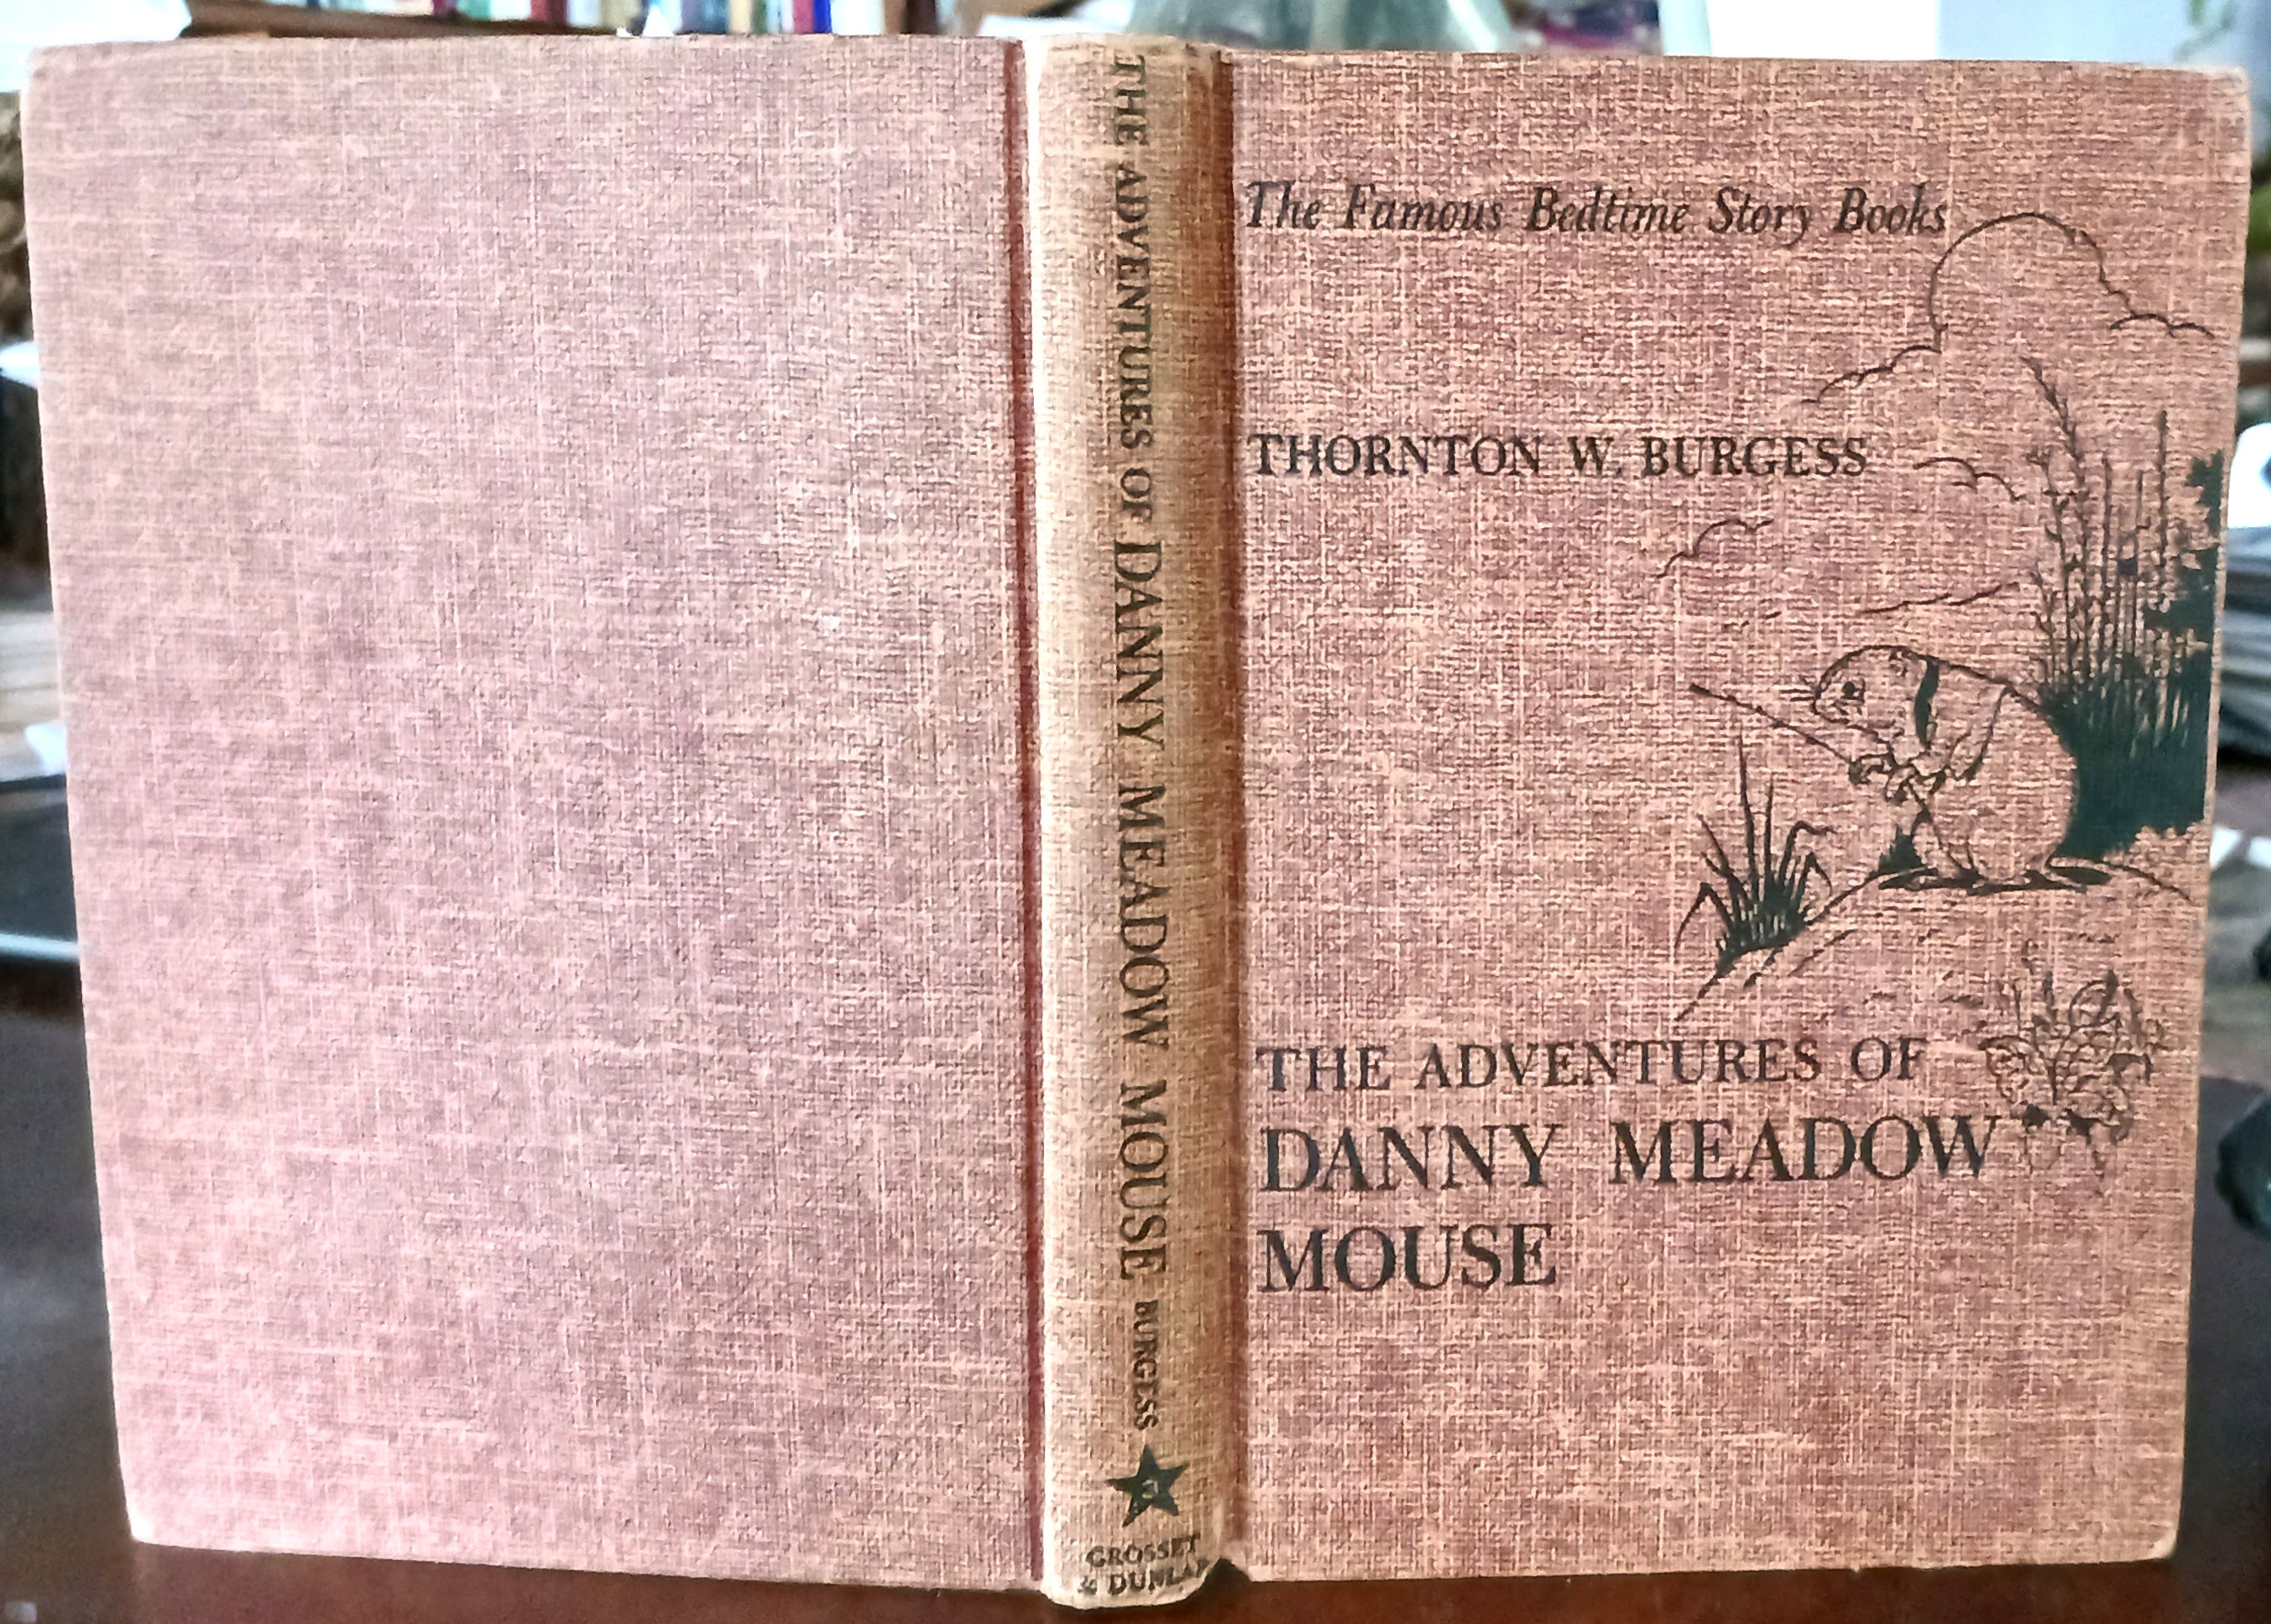 THE ADVENTURES OF DANNY MEADOW MOUSE BURGESS
GROSSET
& DUNLAP
The Famous Bedtime Story Books
THORNTON W. BURGESS
THE ADVENTURES OF
DANNY MEADOW
MOUSE